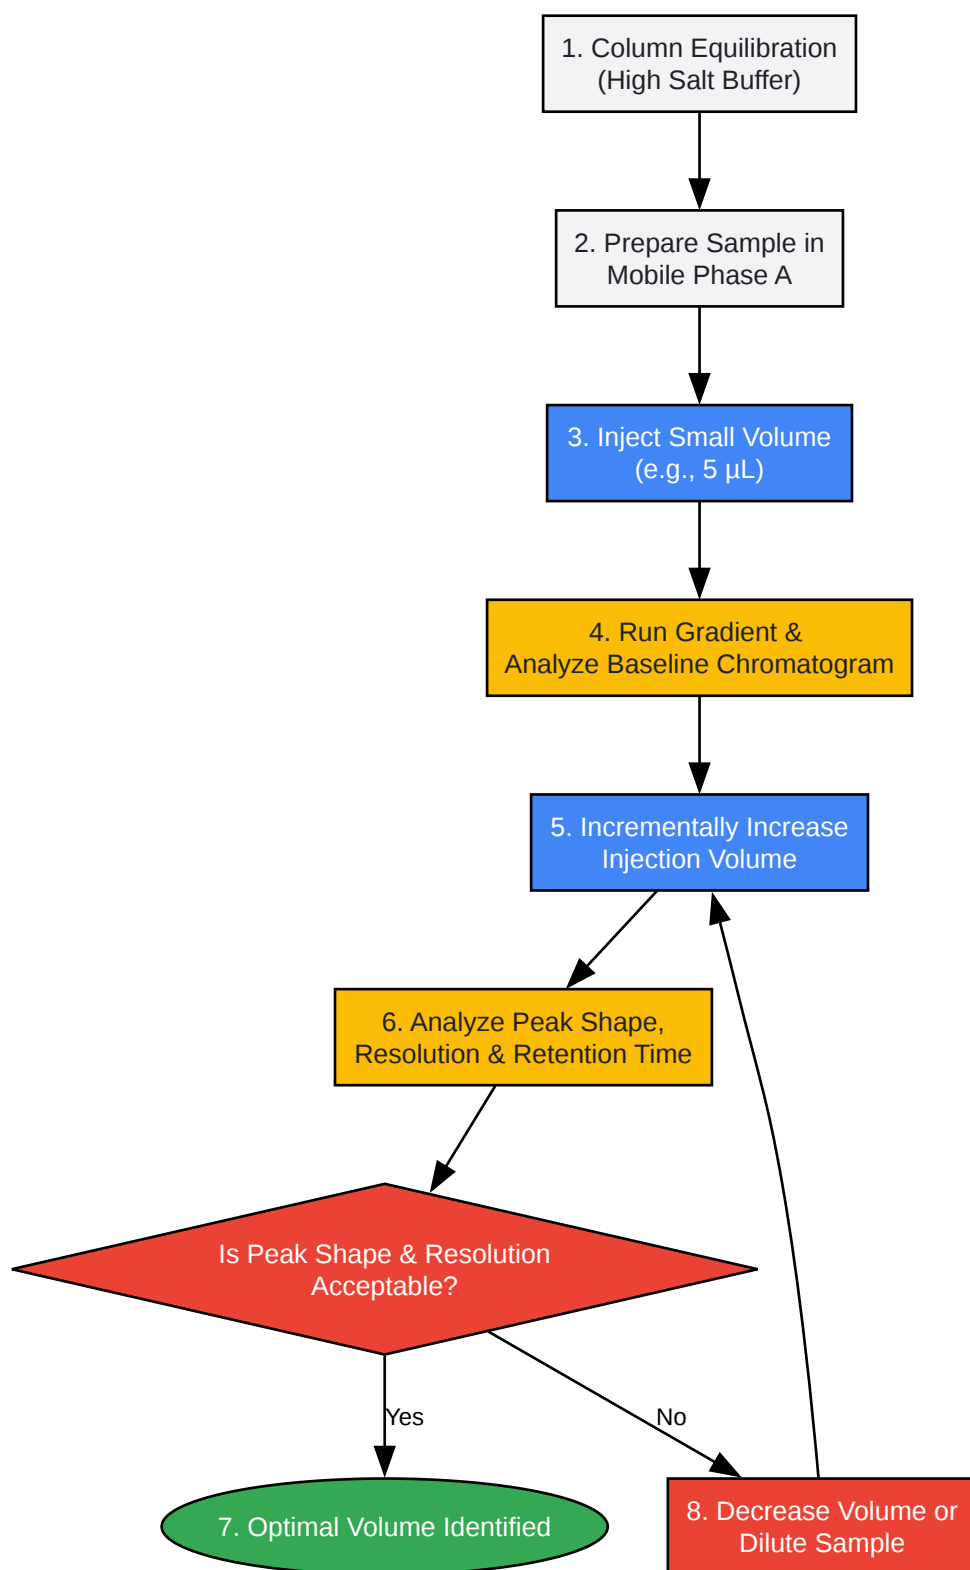 1. Column Equilibration
(High Salt Buffer)
2. Prepare Sample in
Mobile Phase A
3. Inject Small Volume
(e.g., 5 µL)
4. Run Gradient &
Analyze Baseline Chromatogram
5. Incrementally Increase
Injection Volume
6. Analyze Peak Shape,
Resolution & Retention Time
Is Peak Shape & Resolution
Acceptable?
Yes
No
7. Optimal Volume Identified
8. Decrease Volume or
Dilute Sample